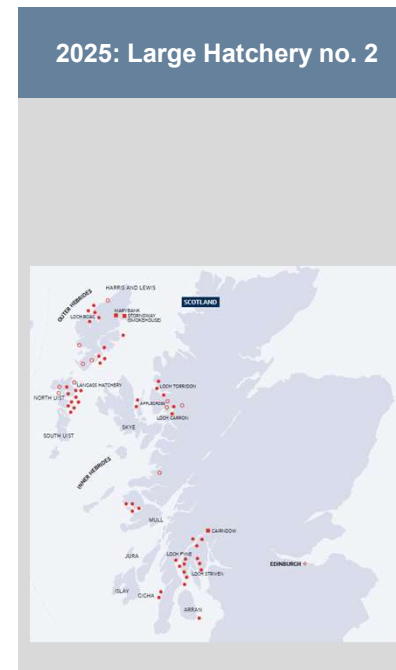 2025: Large Hatchery no. 2
HARRIS AND LEWIS
OUTER HEBRIDES
SCOTLAND
MARYBANK
LOCH ROAG
STORNOWAY
(SMOKEHOUSE)
LANGASS HATCHERY
LOCH TORRIDON
NORTH UIST
APPLECROSS
LOCH CARRON
SKYE
SOUTH UIST
INNER HEBRIDES
MULL
CAIRNDOW
JURA
LOCH FYNE
EDINBURGH
LOCH STRIVEN
ISLAY
GIGHA
ARRAN